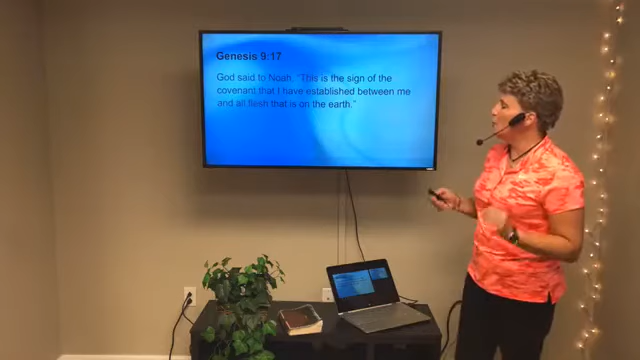 Genesis 9:17
God said to Noah, "This is the sign of the
covenant that I have established between me
and all flesh that is on the earth."